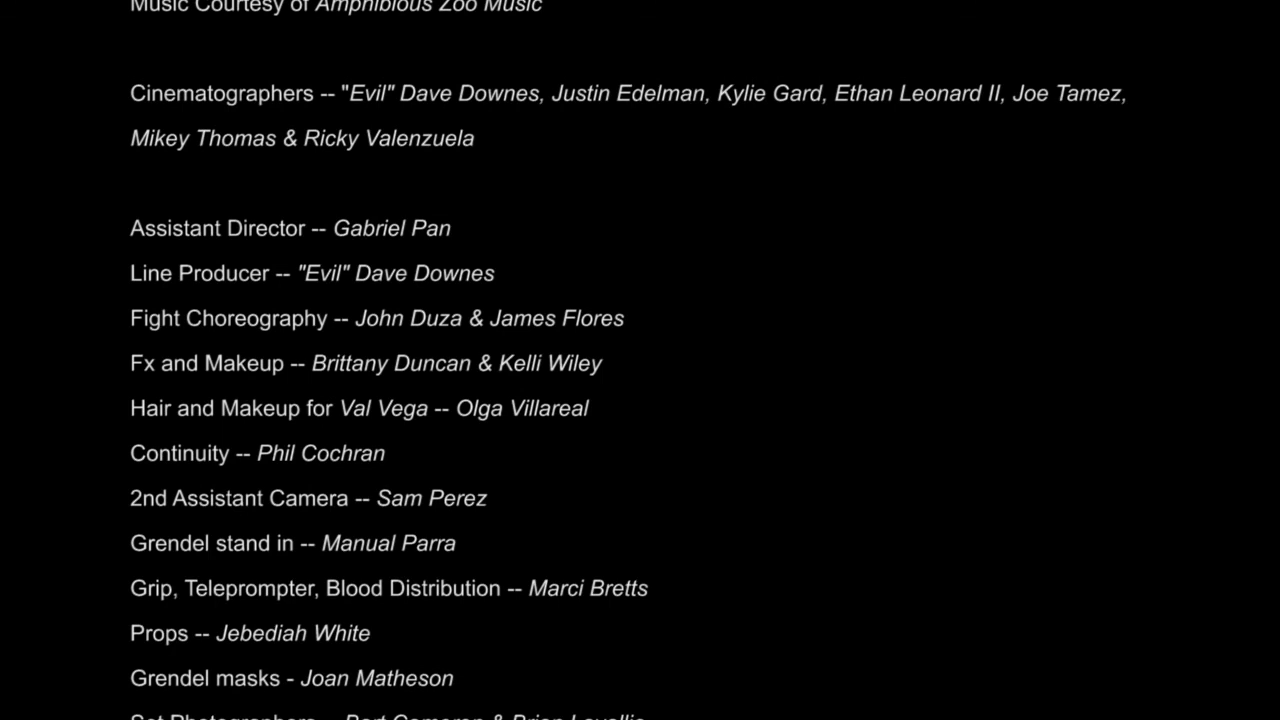 Music Courtesy of Amphibious Zoo Music
Cinematographers -- "Evil" Dave Downes, Justin Edelman, Kylie Gard, Ethan Leonard II, Joe Tamez,
Mikey Thomas & Ricky Valenzuela
Assistant Director -- Gabriel Pan
Line Producer -- "Evil" Dave Downes
Fight Choreography -- John Duza & James Flores
Fx and Makeup -- Brittany Duncan & Kelli Wiley
Hair and Makeup for Val Vega -- Olga Villareal
Continuity -- Phil Cochran
2nd Assistant Camera -- Sam Perez
Grendel stand in -- Manual Parra
Grip, Teleprompter, Blood Distribution -- Marci Bretts
Props -- Jebediah White
Grendel masks - Joan Matheson
Set Photographers -- Cameron & Brian